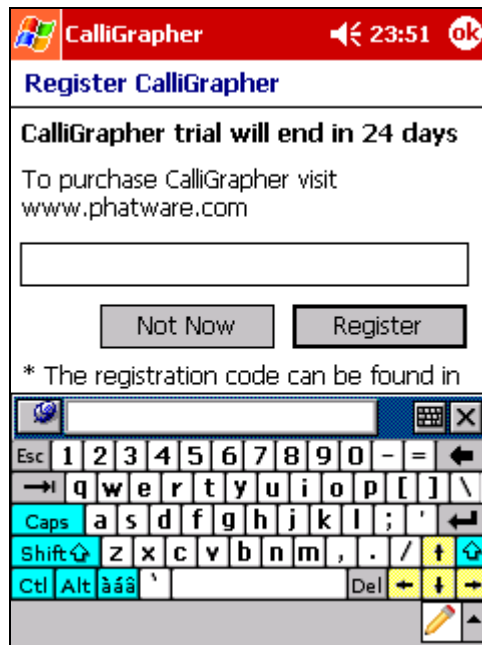 CalliGrapher 23:51 ok
Register CalliGrapher
CalliGrapher trial will end in 24 days
To purchase CalliGrapher visit
www.phatware.com
Not Now Register
* The registration code can be found in
Esc 1 2 3 4 5 6 7 8 9 0 - =
q w e r t y u i o p [ ] \
Caps a s d f g h j k l ; '
Shift z x c v b n m , . /
Ctl Alt àáâ ` Del